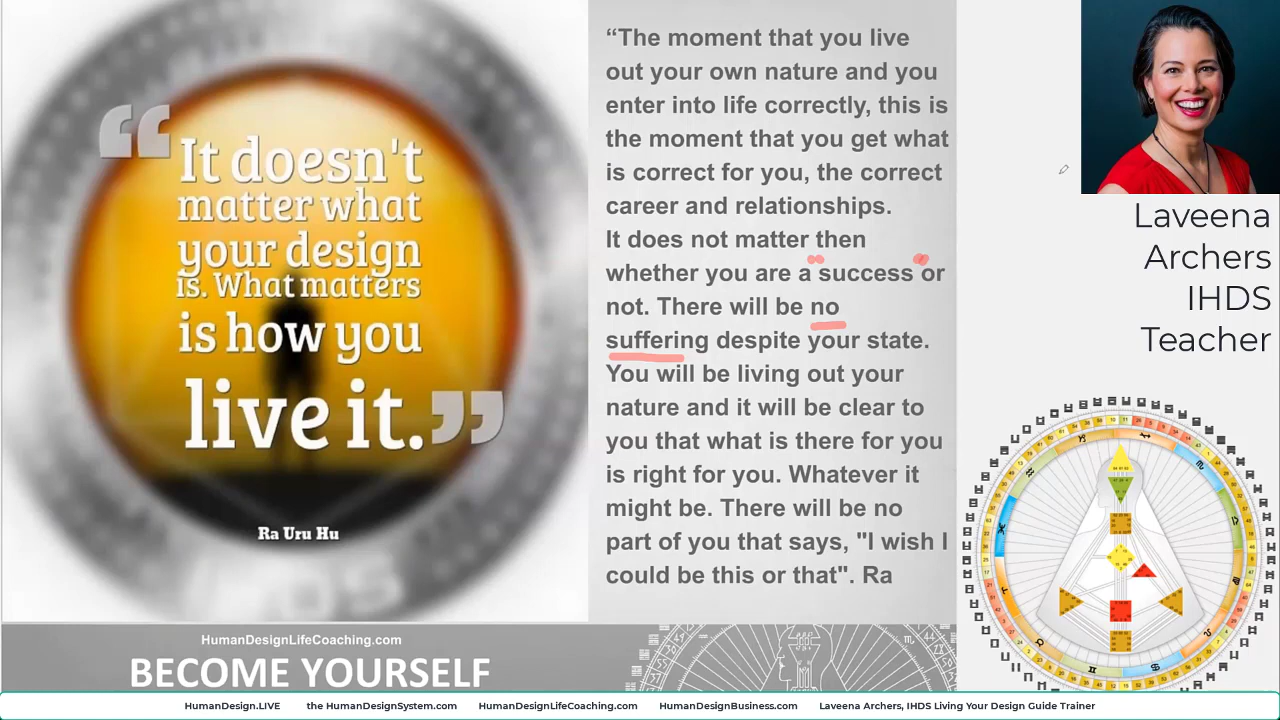 “
It doesn't
matter what
your design
is. What matters
is how you
live it.”
Ra Uru Hu
“The moment that you live
out your own nature and you
enter into life correctly, this is
the moment that you get what
is correct for you, the correct
career and relationships.
It does not matter then
whether you are a success or
not. There will be no
suffering despite your state.
You will be living out your
nature and it will be clear to
you that what is there for you
is right for you. Whatever it
might be. There will be no
part of you that says, "I wish I
could be this or that". Ra
Laveena
Archers
IHDS
Teacher
HumanDesignLifeCoaching.com
BECOME YOURSELF
HumanDesign.LIVE the HumanDesignSystem.com HumanDesignLifeCoaching.com HumanDesignBusiness.com Laveena Archers, IHDS Living Your Design Guide Trainer